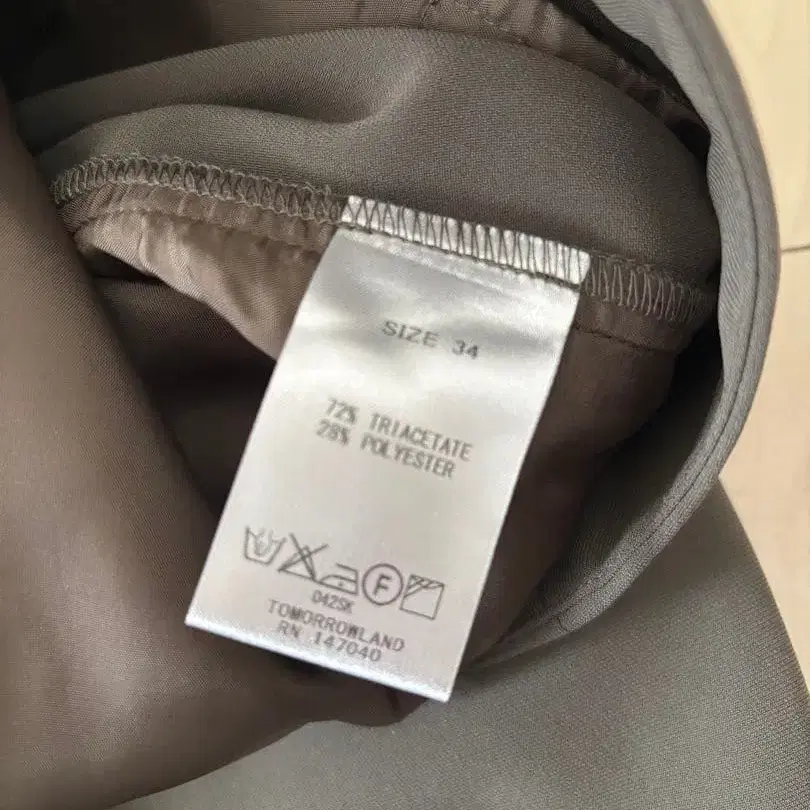 SIZE 34
72% TRIACETATE
28% POLYESTER
F
042SK
TOMORROWLAND
RN 147040